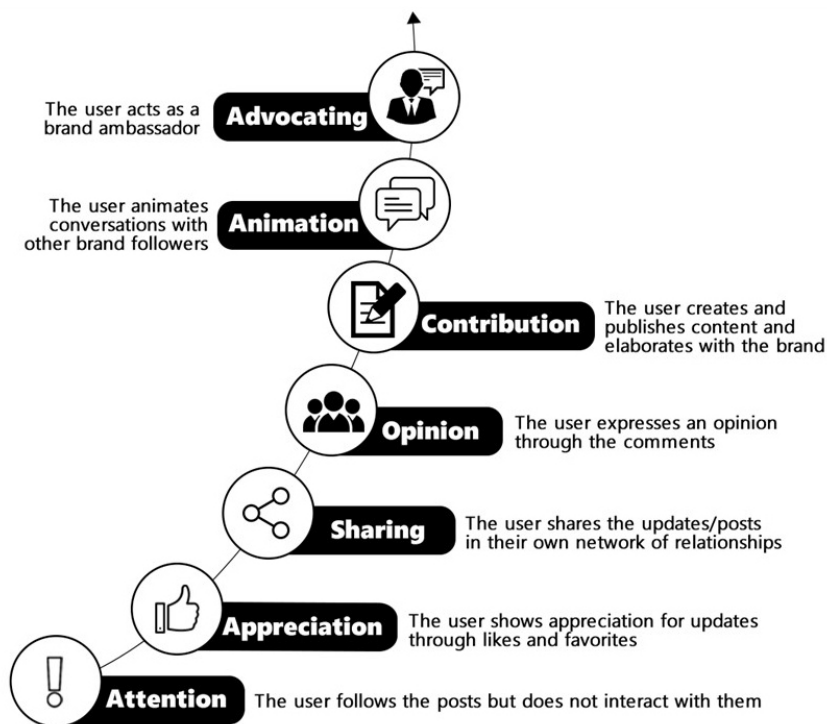 The user acts as a
brand ambassador
Advocating
The user animates
conversations with
other brand followers
Animation
Contribution
The user creates and
publishes content and
elaborates with the brand
Opinion
The user expresses an opinion
through the comments
Sharing
The user shares the updates/posts
in their own network of relationships
Appreciation
The user shows appreciation for updates
through likes and favorites
Attention
The user follows the posts but does not interact with them